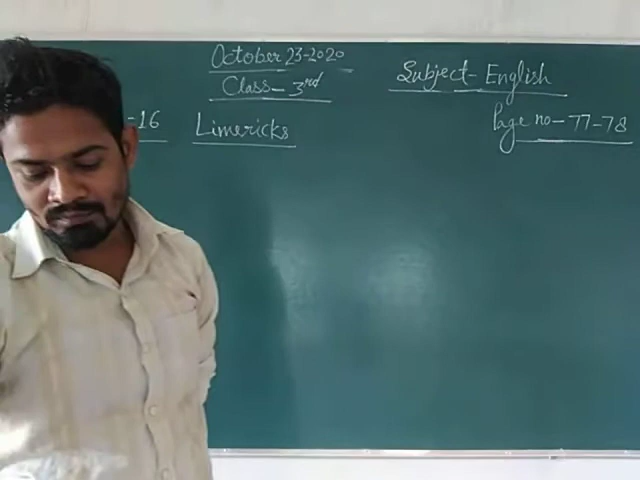 October 23-2020
Class- 3rd
Subject- English
-16 Limericks
Page no- 77-78